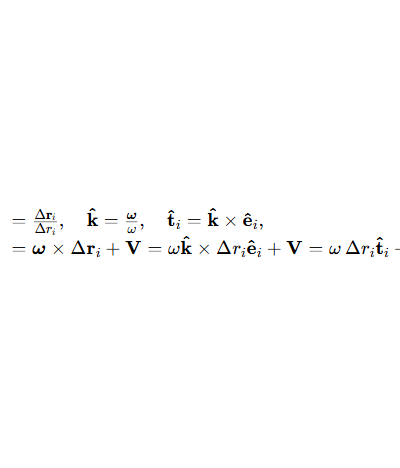 = Δr_i/Δr_i, k̂ = ω/ω, t̂_i = k̂ × ê_i,
= ω × Δr_i + V = ωk̂ × Δr_iê_i + V = ω Δr_it̂_i -